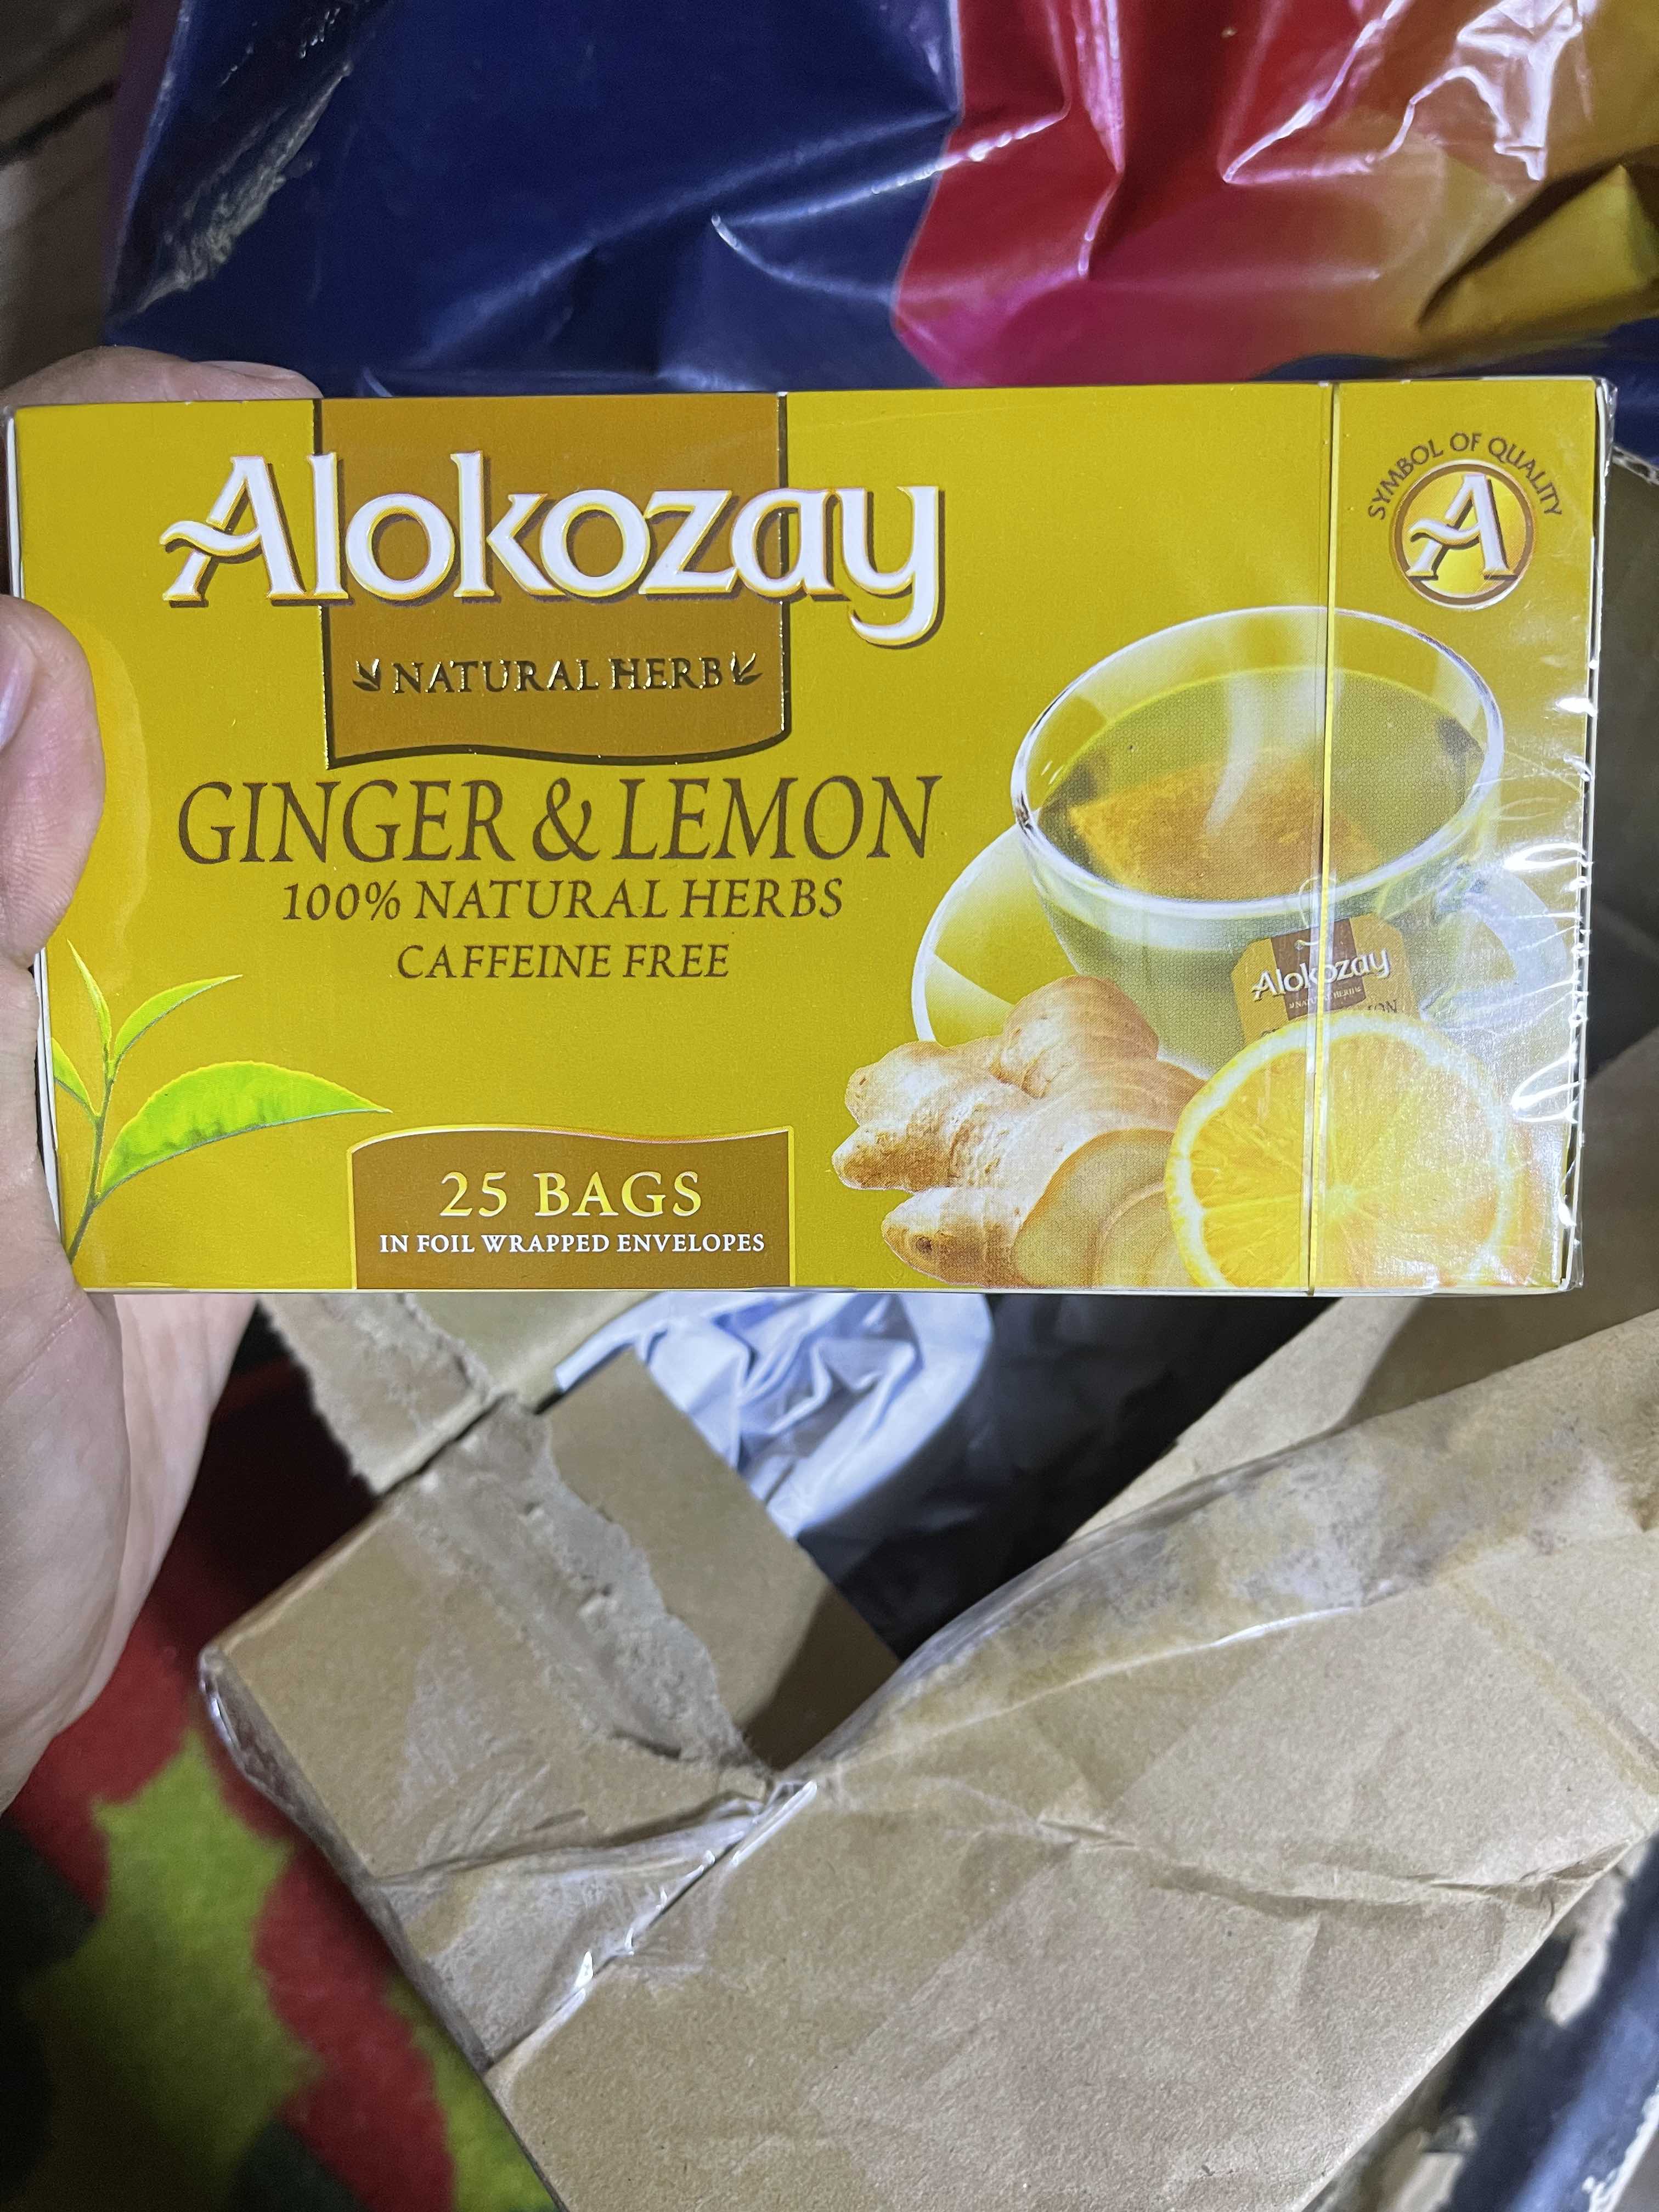 Alokozay
NATURAL HERB
GINGER & LEMON
100% NATURAL HERBS
CAFFEINE FREE
25 BAGS
IN FOIL WRAPPED ENVELOPES
SYMBOL OF QUALITY
A
Alokozay
NATURAL HERB